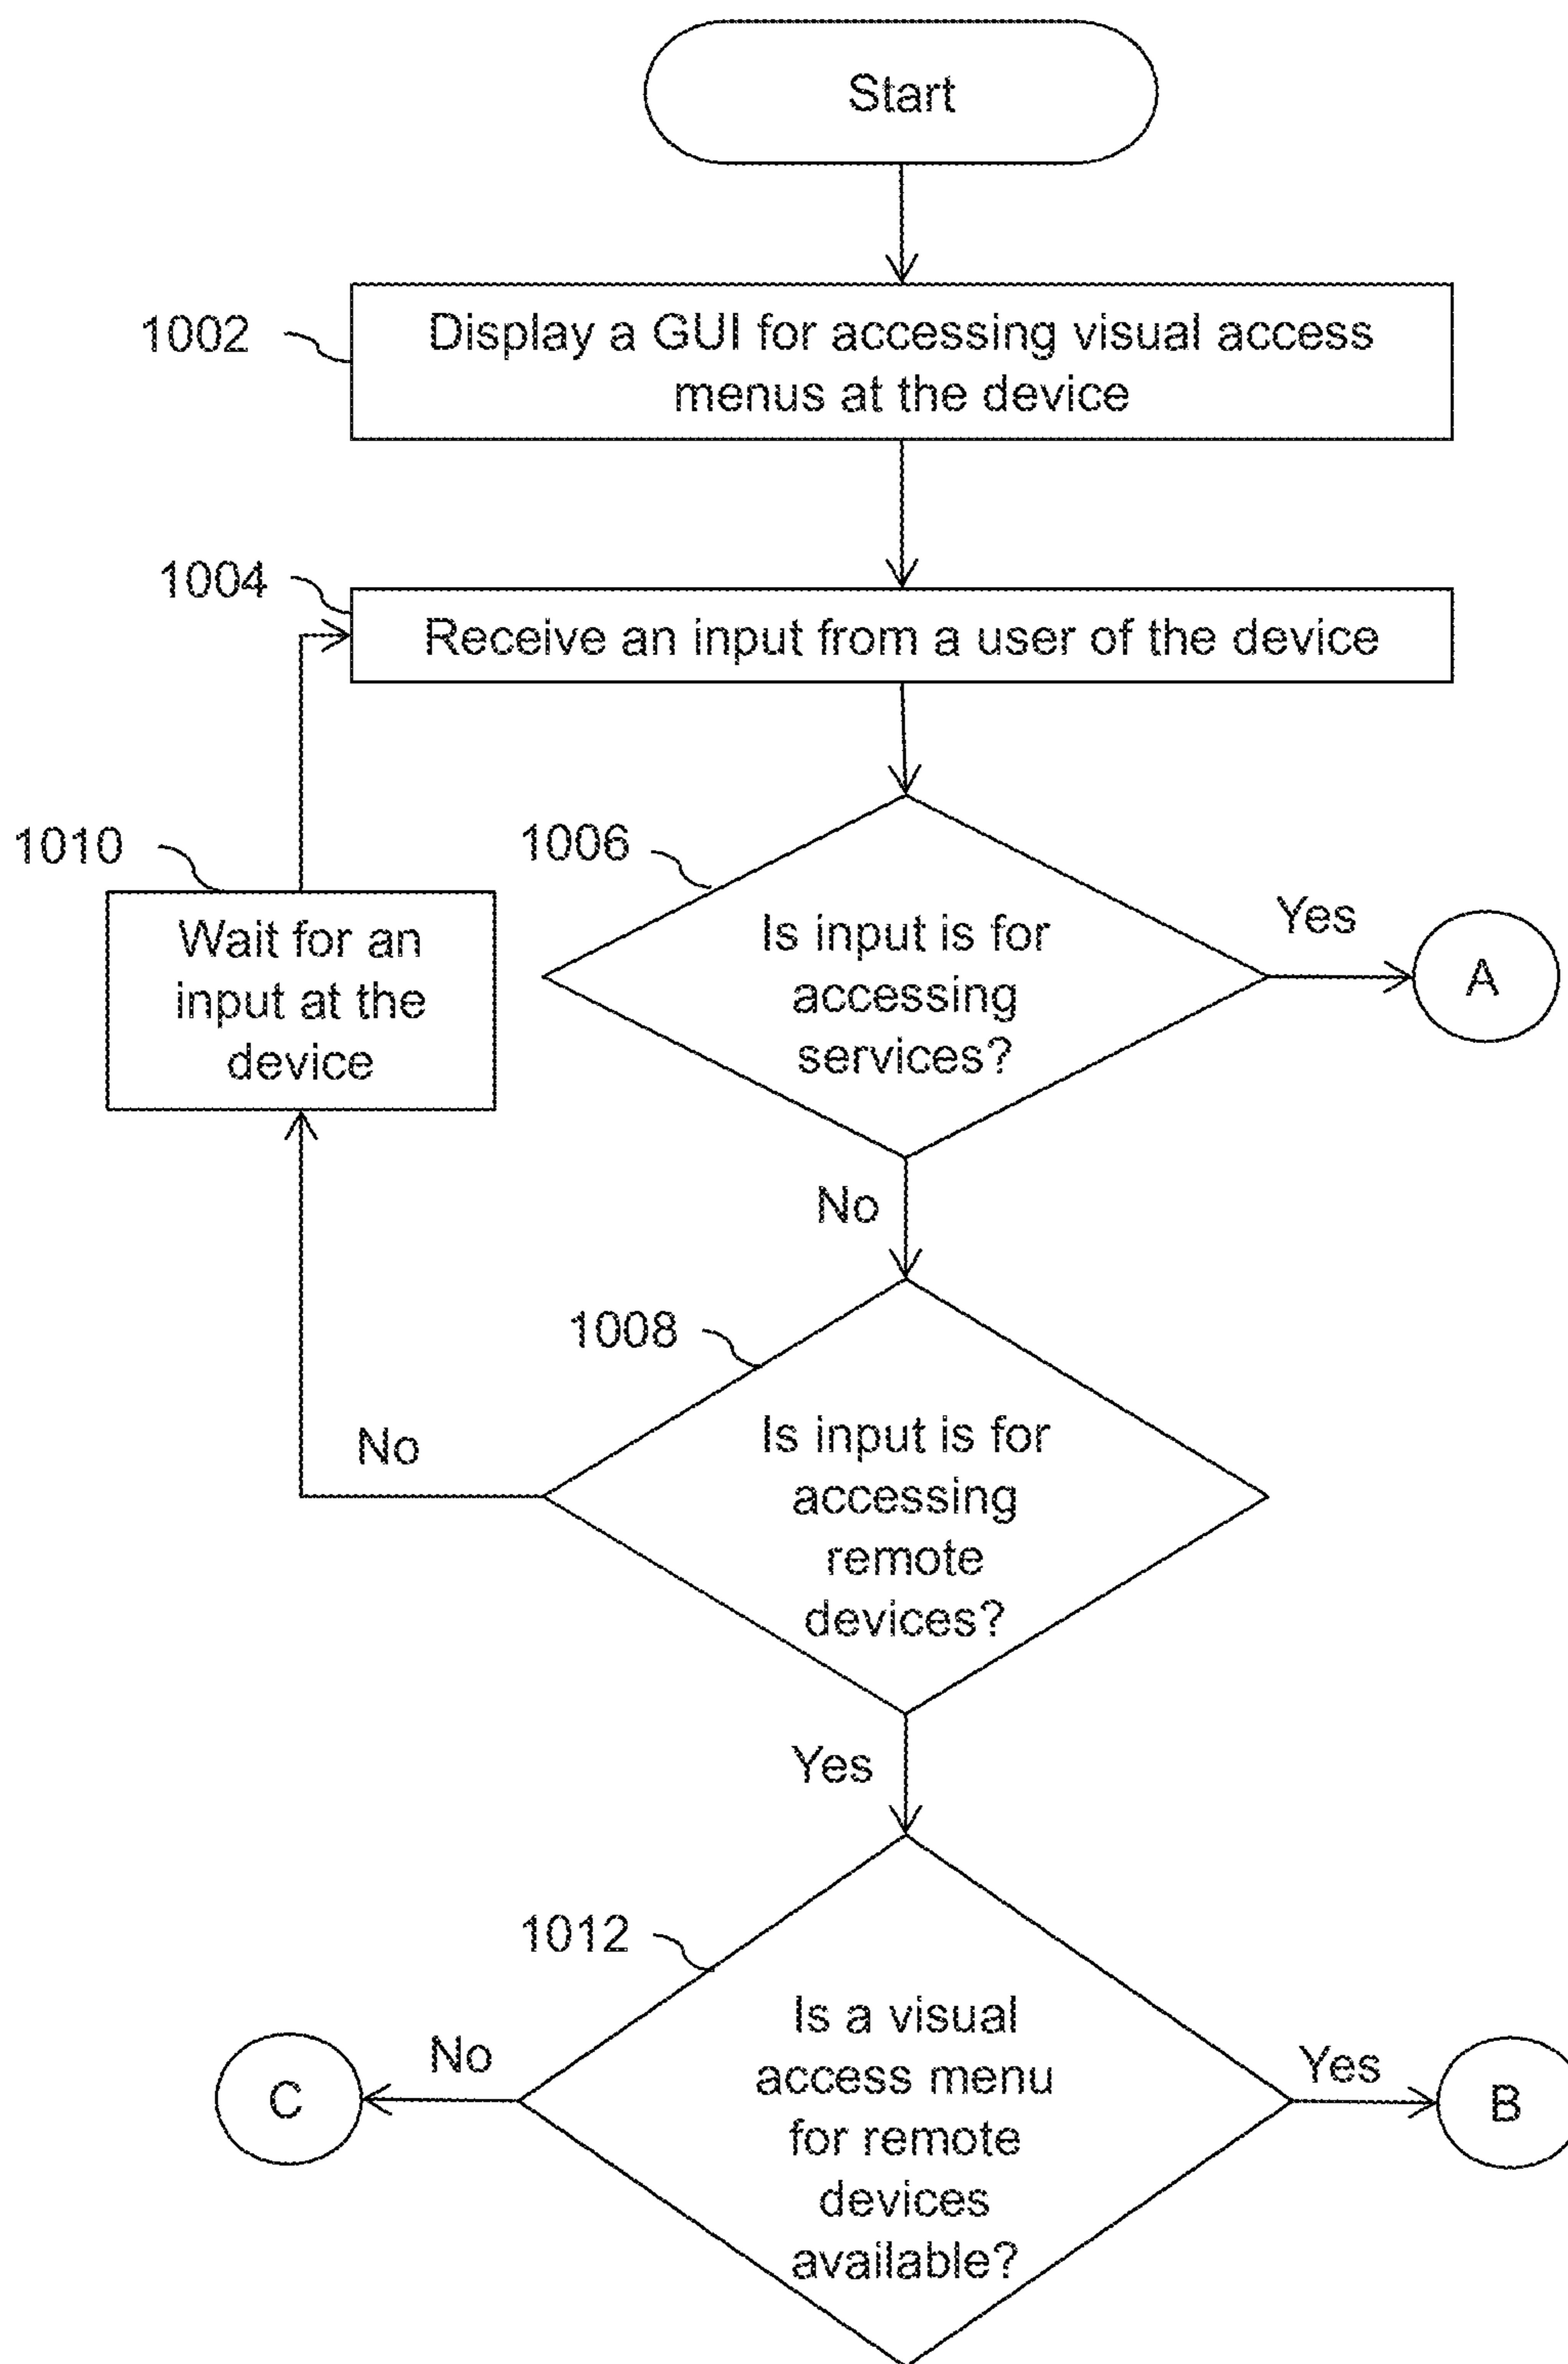 Start
1002
Display a GUI for accessing visual access
menus at the device
1004
Receive an input from a user of the device
1010
Wait for an
input at the
device
1006
Is input is for
accessing
services?
Yes
A
No
1008
Is input is for
accessing
remote
devices?
No
Yes
1012
Is a visual
access menu
for remote
devices
available?
No
C
Yes
B